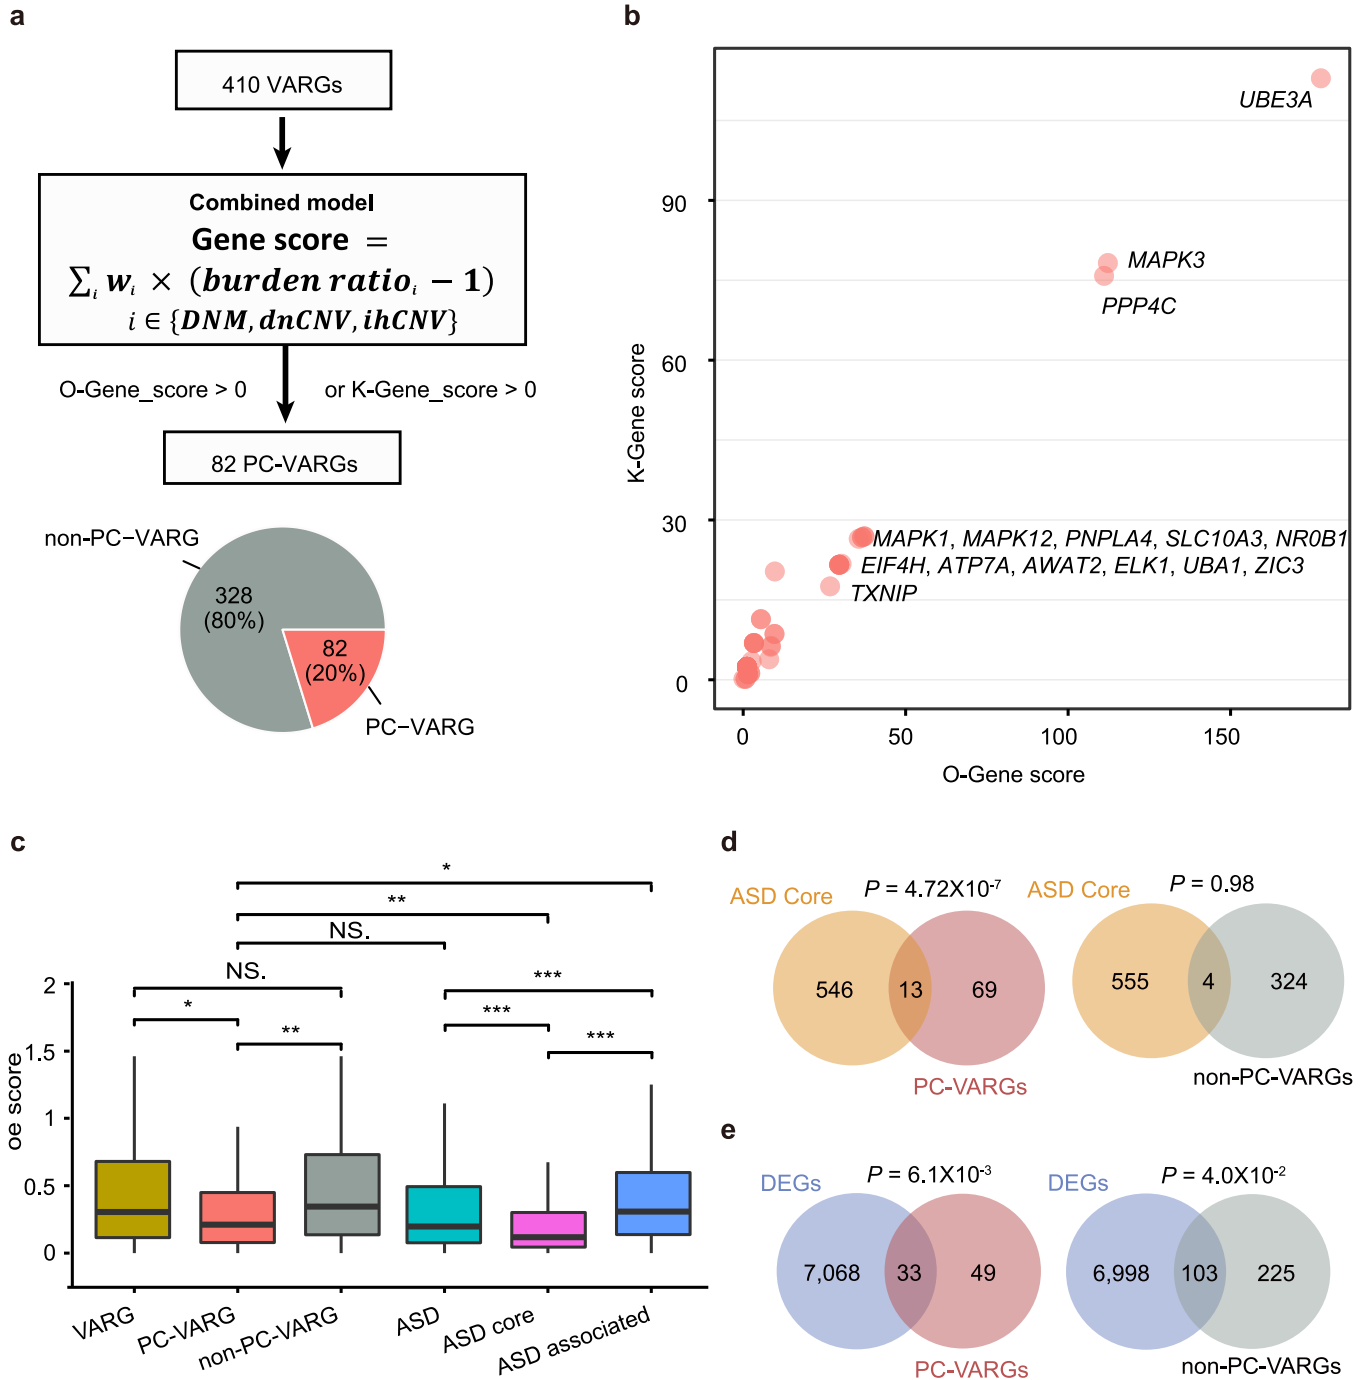 a
410 VARGs
Combined model
Gene score =
∑i wi × (burden ratioi − 1)
i ∈ {DNM, dnCNV, ihCNV}
O-Gene_score > 0 or K-Gene_score > 0
82 PC-VARGs
non-PC−VARG
328
(80%)
82
(20%)
PC−VARG
b
K-Gene score
90
60
30
0
UBE3A
MAPK3
PPP4C
MAPK1, MAPK12, PNPLA4, SLC10A3, NR0B1
EIF4H, ATP7A, AWAT2, ELK1, UBA1, ZIC3
TXNIP
0 50 100 150
O-Gene score
c
*
**
NS.
NS.
***
*
***
**
***
oe score
2
1.5
1
0.5
0
VARG
PC-VARG
non-PC-VARG
ASD
ASD core
ASD associated
d
ASD Core
P = 4.72X10-7
546 13 69
PC-VARGs
ASD Core
P = 0.98
555 4 324
non-PC-VARGs
e
DEGs
P = 6.1X10-3
7,068 33 49
PC-VARGs
DEGs
P = 4.0X10-2
6,998 103 225
non-PC-VARGs